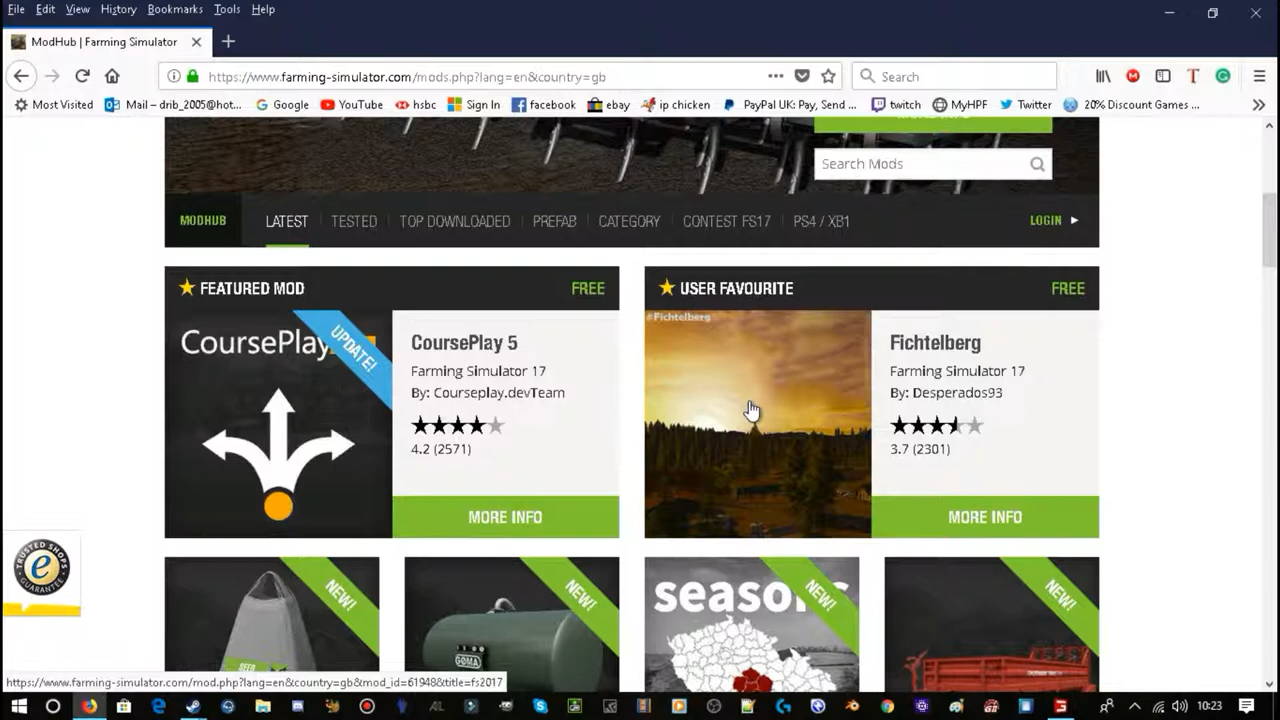 File Edit View History Bookmarks Tools Help
ModHub | Farming Simulator
https://www.farming-simulator.com/mods.php?lang=en&country=gb
Search
Most Visited Mail – drib_2005@hot... Google YouTube hsbc Sign In facebook ebay ip chicken PayPal UK: Pay, Send ... twitch MyHPF Twitter 20% Discount Games ...
Search Mods
MODHUB LATEST TESTED TOP DOWNLOADED PREFAB CATEGORY CONTEST FS17 PS4 / XB1 LOGIN
FEATURED MOD FREE
CoursePlay
UPDATE!
CoursePlay 5
Farming Simulator 17
By: Courseplay.devTeam
4.2 (2571)
MORE INFO
USER FAVOURITE FREE
#Fichtelberg
Fichtelberg
Farming Simulator 17
By: Desperados93
3.7 (2301)
MORE INFO
TRUSTED SHOPS
GUARANTEE
e
NEW!
SEED
NEW!
GOMA
seasons
NEW!
NEW!
https://www.farming-simulator.com/mod.php?lang=en&country=gb&mod_id=61948&title=fs2017
10:23